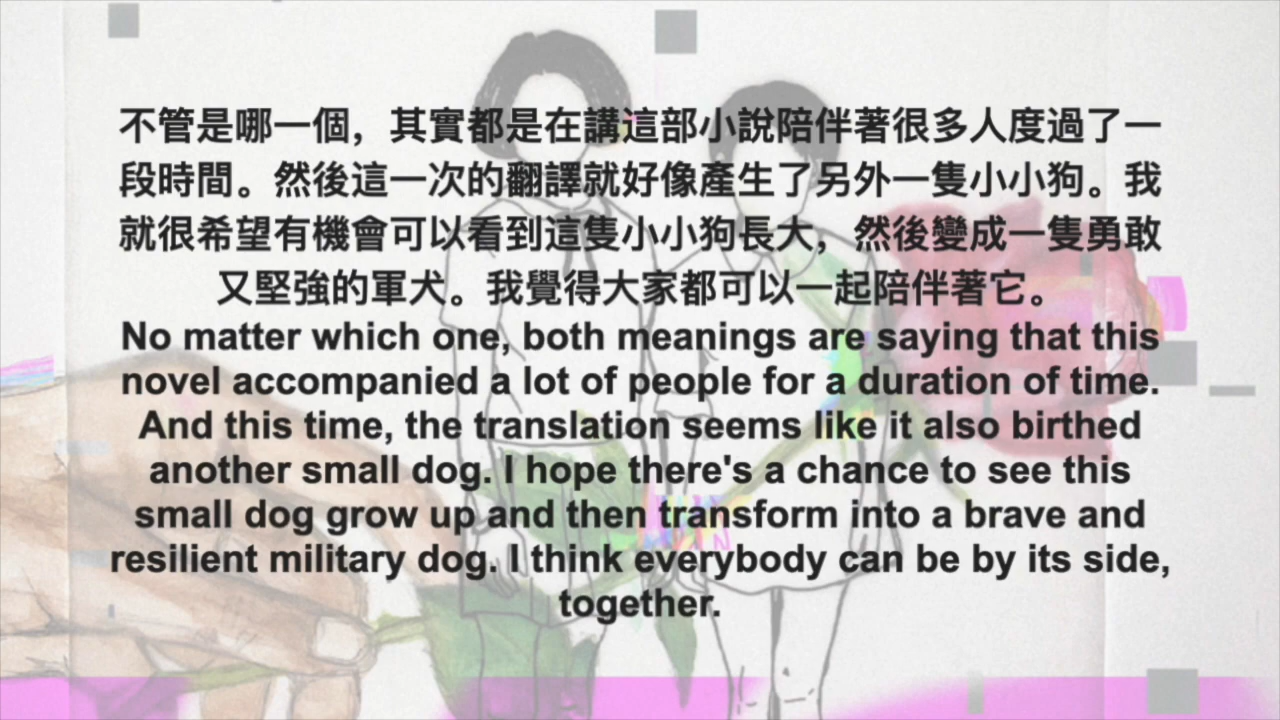 不管是哪一個，其實都是在講這部小說陪伴著很多人度過了一
段時間。然後這一次的翻譯就好像產生了另外一隻小小狗。我
就很希望有機會可以看到這隻小小狗長大，然後變成一隻勇敢
又堅強的軍犬。我覺得大家都可以一起陪伴著它。
No matter which one, both meanings are saying that this
novel accompanied a lot of people for a duration of time.
And this time, the translation seems like it also birthed
another small dog. I hope there's a chance to see this
small dog grow up and then transform into a brave and
resilient military dog. I think everybody can be by its side,
together.